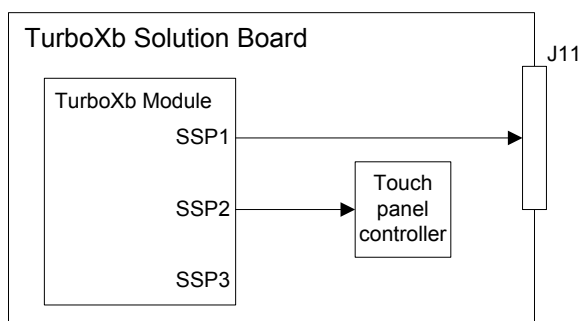 TurboXb Solution Board
J11
TurboXb Module
SSP1
SSP2
Touch
panel
controller
SSP3